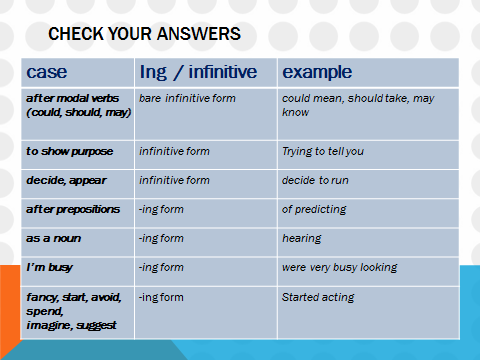 CHECK YOUR ANSWERS
case Ing / infinitive example
after modal verbs (could, should, may) bare infinitive form could mean, should take, may know
to show purpose infinitive form Trying to tell you
decide, appear infinitive form decide to run
after prepositions -ing form of predicting
as a noun -ing form hearing
I'm busy -ing form were very busy looking
fancy, start, avoid, spend, imagine, suggest -ing form Started acting